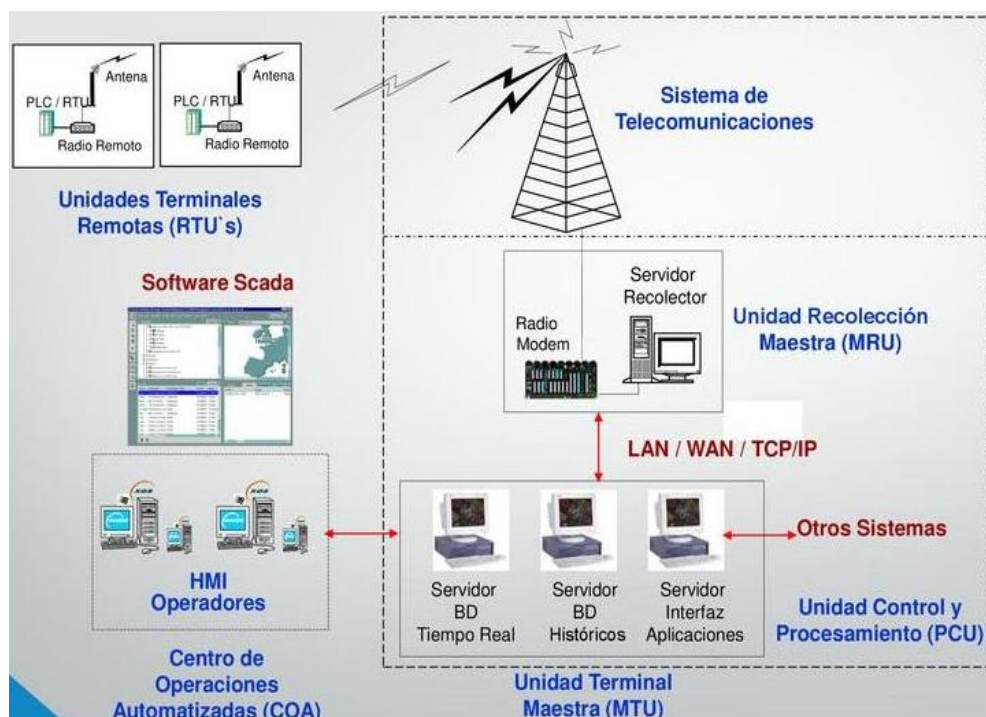 Antena
PLC / RTU
Radio Remoto
Antena
PLC / RTU
Radio Remoto
Unidades Terminales
Remotas (RTU`s)
Sistema de
Telecomunicaciones
Software Scada
Servidor
Recolector
Radio
Modem
Unidad Recolección
Maestra (MRU)
LAN / WAN / TCP/IP
HMI
Operadores
Otros Sistemas
Servidor
BD
Tiempo Real
Servidor
BD
Históricos
Servidor
Interfaz
Aplicaciones
Unidad Control y
Procesamiento (PCU)
Centro de
Operaciones
Automatizadas (COA)
Unidad Terminal
Maestra (MTU)